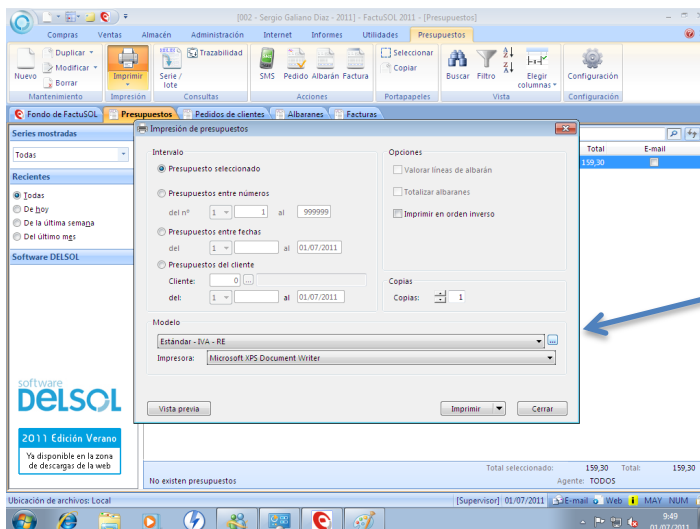 [002 - Sergio Galiano Diaz - 2011] - FactuSOL 2011 - [Presupuestos]
Compras Ventas Almacén Administración Internet Informes Utilidades Presupuestos
Nuevo Duplicar Modificar Borrar Imprimir Serie / lote Trazabilidad SMS Pedido Albarán Factura Seleccionar Copiar Buscar Filtro Elegir columnas Configuración
Mantenimiento Impresión Consultas Acciones Portapapeles Vista Configuración
Fondo de FactuSOL Presupuestos Pedidos de clientes Albaranes Facturas
Series mostradas
Todas
Recientes
Todas
De hoy
De la última semana
Del último mes
Software DELSOL
software
DELSOL
2011 Edición Verano
Ya disponible en la zona
de descargas de la web
Total E-mail
159,30
Impresión de presupuestos
Intervalo
Presupuesto seleccionado
Presupuestos entre números
del nº 1 1 al 999999
Presupuestos entre fechas
del 1 al 01/07/2011
Presupuestos del cliente
Cliente: 0 ...
del: 1 al 01/07/2011
Opciones
Valorar líneas de albarán
Totalizar albaranes
Imprimir en orden inverso
Copias
Copias: 1
Modelo
Estándar - IVA - RE
Impresora: Microsoft XPS Document Writer
Vista previa Imprimir Cerrar
Total seleccionado: 159,30 Total: 159,30
No existen presupuestos Agente: TODOS
Ubicación de archivos: Local [Supervisor] 01/07/2011 E-mail Web MAY NUM
9:49
01/07/2011